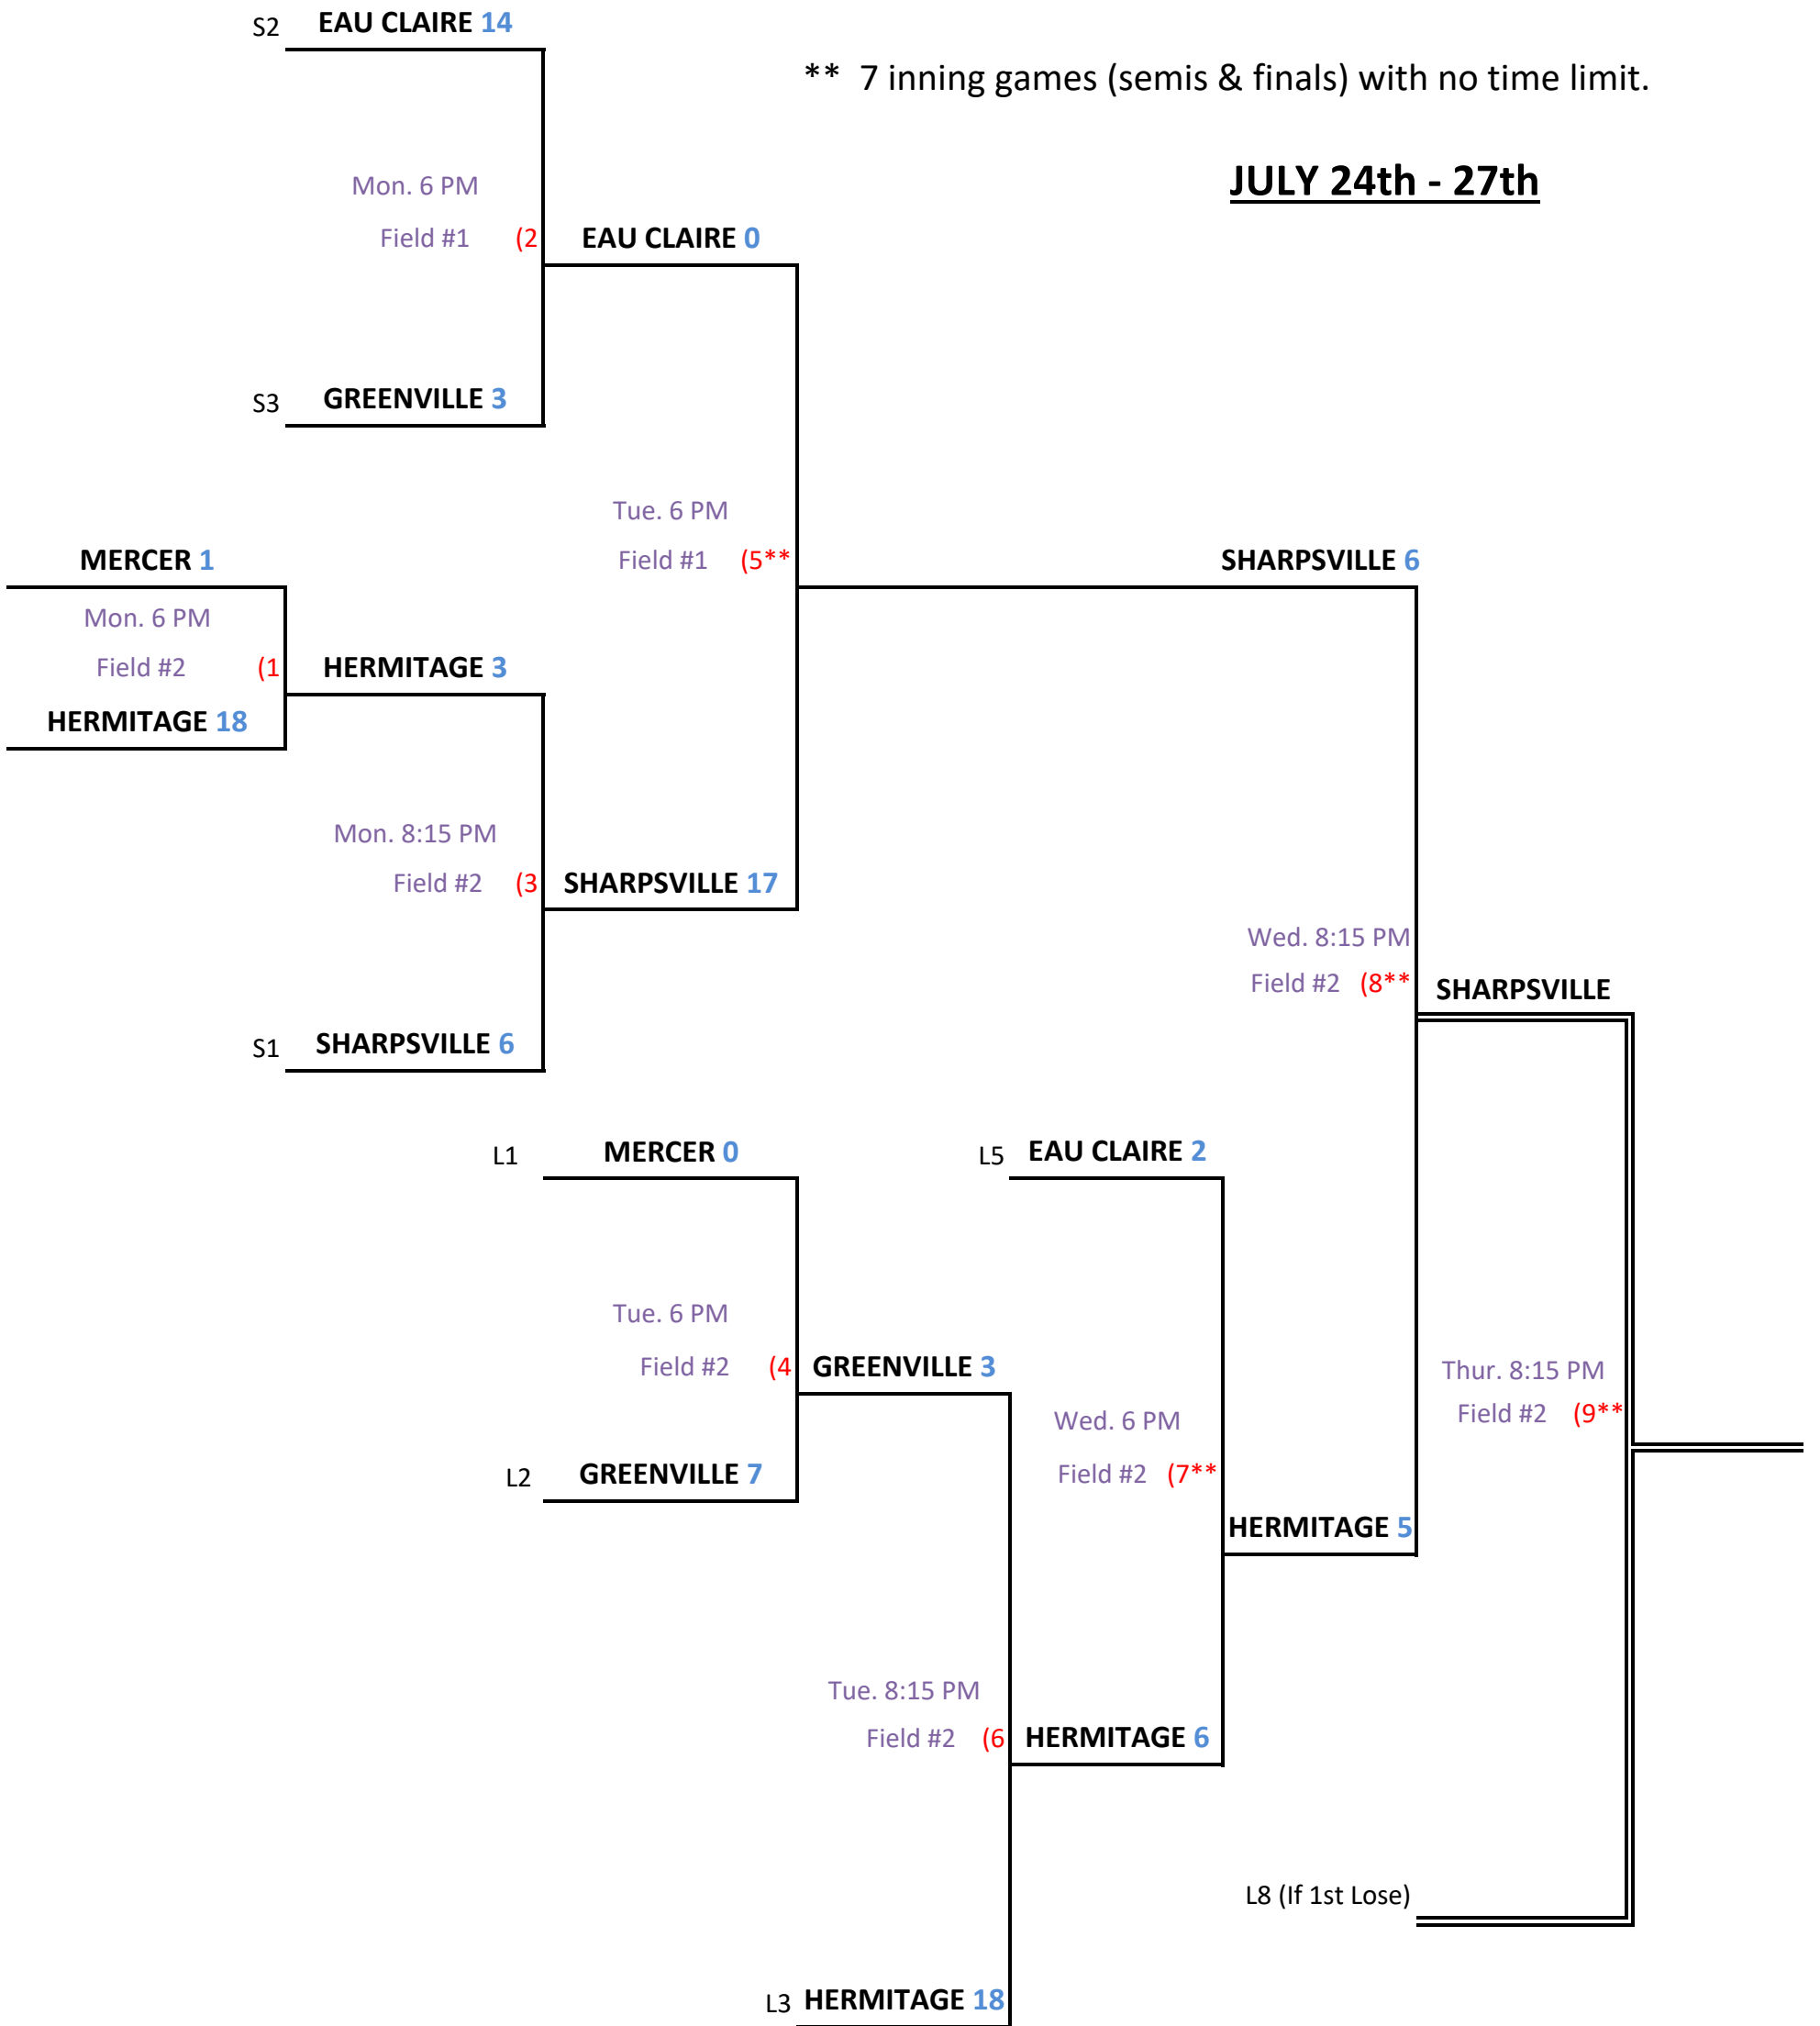 S2 EAU CLAIRE 14
** 7 inning games (semis & finals) with no time limit.
JULY 24th - 27th
Mon. 6 PM
Field #1 (2
EAU CLAIRE 0
S3 GREENVILLE 3
Tue. 6 PM
Field #1 (5**
SHARPSVILLE 6
MERCER 1
Mon. 6 PM
Field #2 (1
HERMITAGE 3
HERMITAGE 18
Mon. 8:15 PM
Field #2 (3
SHARPSVILLE 17
Wed. 8:15 PM
Field #2 (8**
SHARPSVILLE
S1 SHARPSVILLE 6
L1 MERCER 0
L5 EAU CLAIRE 2
Tue. 6 PM
Field #2 (4
GREENVILLE 3
Thur. 8:15 PM
Field #2 (9**
Wed. 6 PM
Field #2 (7**
L2 GREENVILLE 7
HERMITAGE 5
Tue. 8:15 PM
Field #2 (6
HERMITAGE 6
L8 (If 1st Lose)
L3 HERMITAGE 18